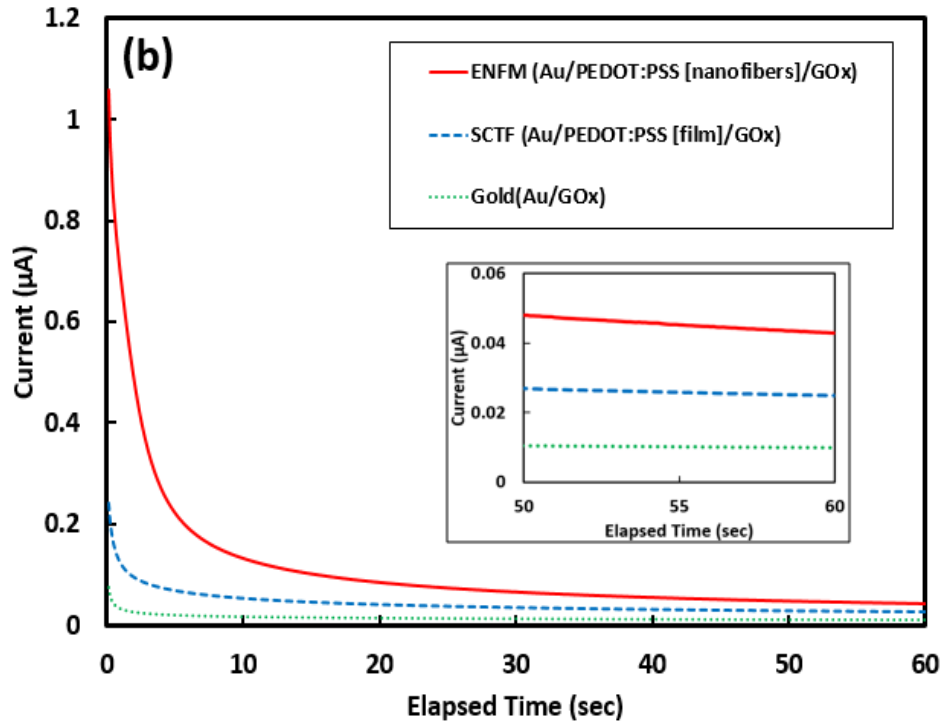 (b)
ENFM (Au/PEDOT:PSS [nanofibers]/GOx)
SCTF (Au/PEDOT:PSS [film]/GOx)
Gold(Au/GOx)
Current (µA)
1.2
1
0.8
0.6
0.4
0.2
0
0 10 20 30 40 50 60
Elapsed Time (sec)
Current (µA)
0.06
0.04
0.02
0
50 55 60
Elapsed Time (sec)